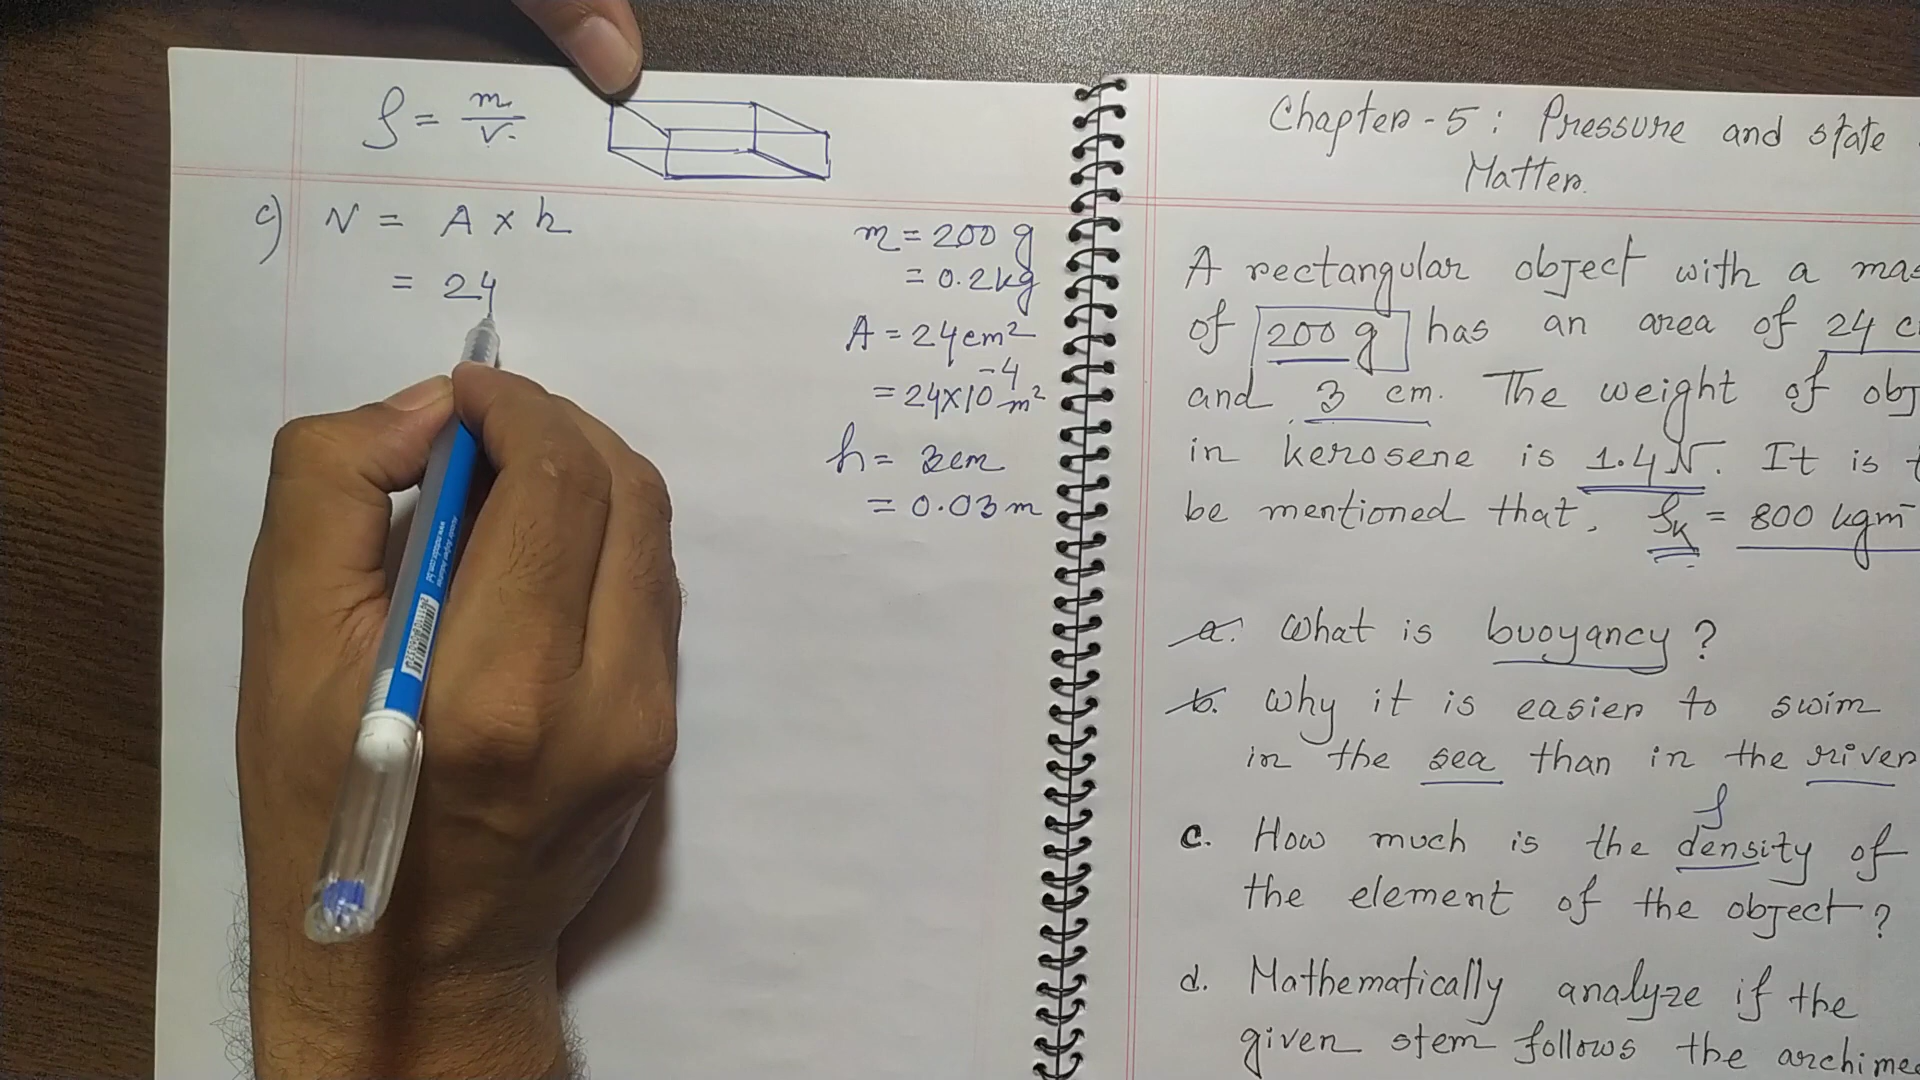 ρ = m/v.
c) V = A × h
= 24
m = 200 g
= 0.2 kg
A = 24 cm²
= 24×10⁻⁴ m²
h = 3 cm
= 0.03 m
Chapter - 5 : Pressure and state
Matter.
A rectangular object with a mas
of 200 g has an area of 24 c
and 3 cm. The weight of obj
in kerosene is 1.4 N. It is t
be mentioned that, ρk = 800 kgm⁻
a. What is buoyancy ?
b. Why it is easier to swim
in the sea than in the river
ρ
c. How much is the density of
the element of the object ?
d. Mathematically analyze if the
given stem follows the archime